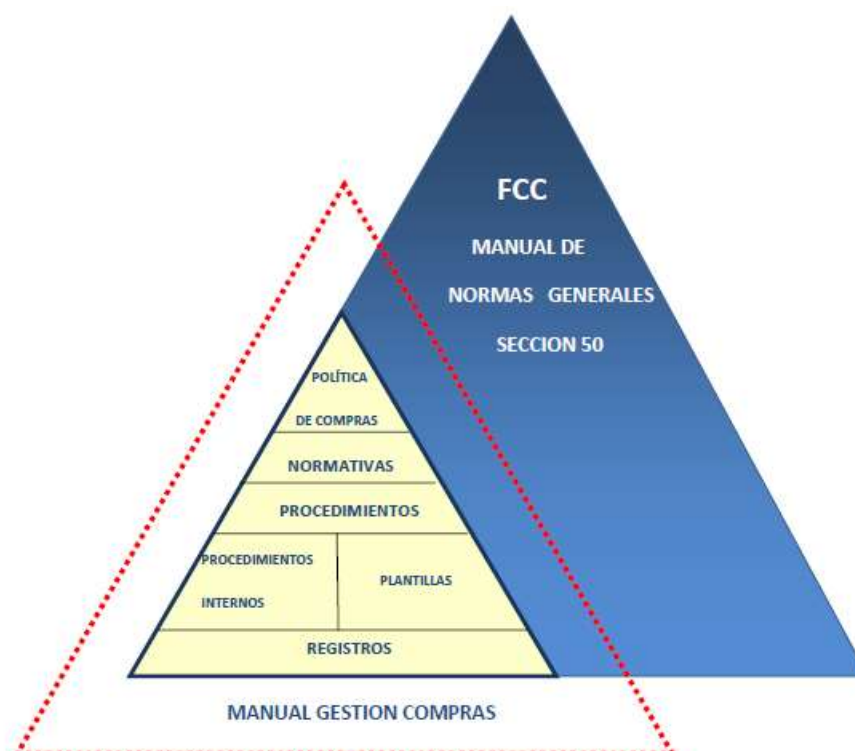 FCC
MANUAL DE
NORMAS GENERALES
SECCION 50
POLÍTICA
DE COMPRAS
NORMATIVAS
PROCEDIMIENTOS
PROCEDIMIENTOS
INTERNOS
PLANTILLAS
REGISTROS
MANUAL GESTION COMPRAS